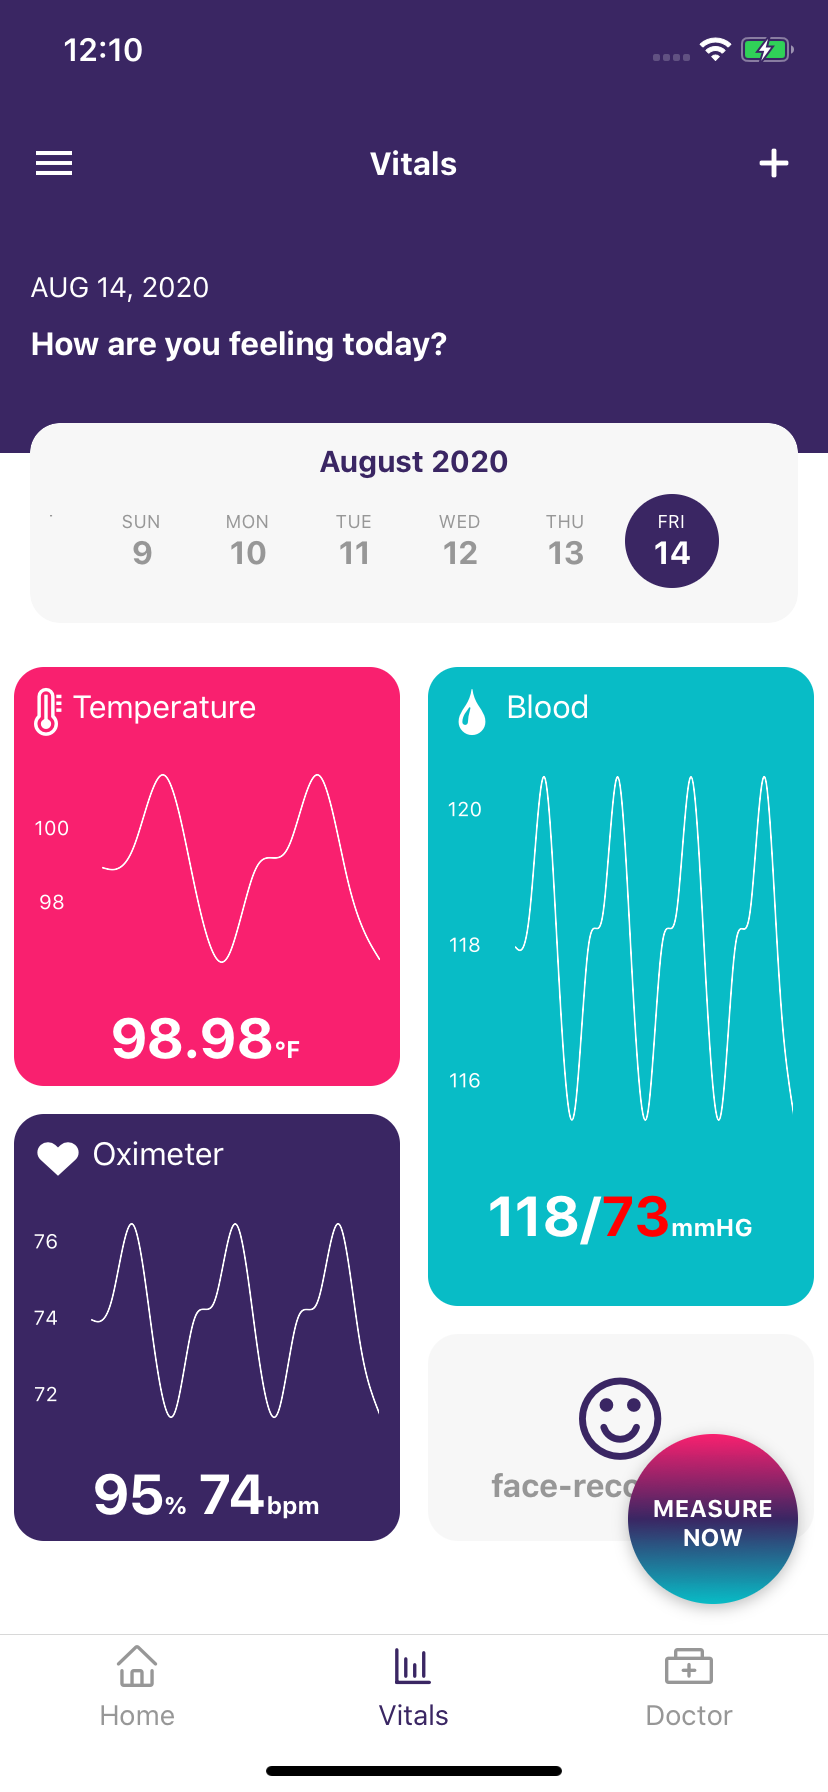 12:10
Vitals
AUG 14, 2020
How are you feeling today?
August 2020
SUN MON TUE WED THU FRI
9 10 11 12 13 14
Temperature
100
98
98.98°F
Blood
120
118
116
118/73mmHG
Oximeter
76
74
72
95% 74bpm
face-reco
MEASURE
NOW
Home Vitals Doctor